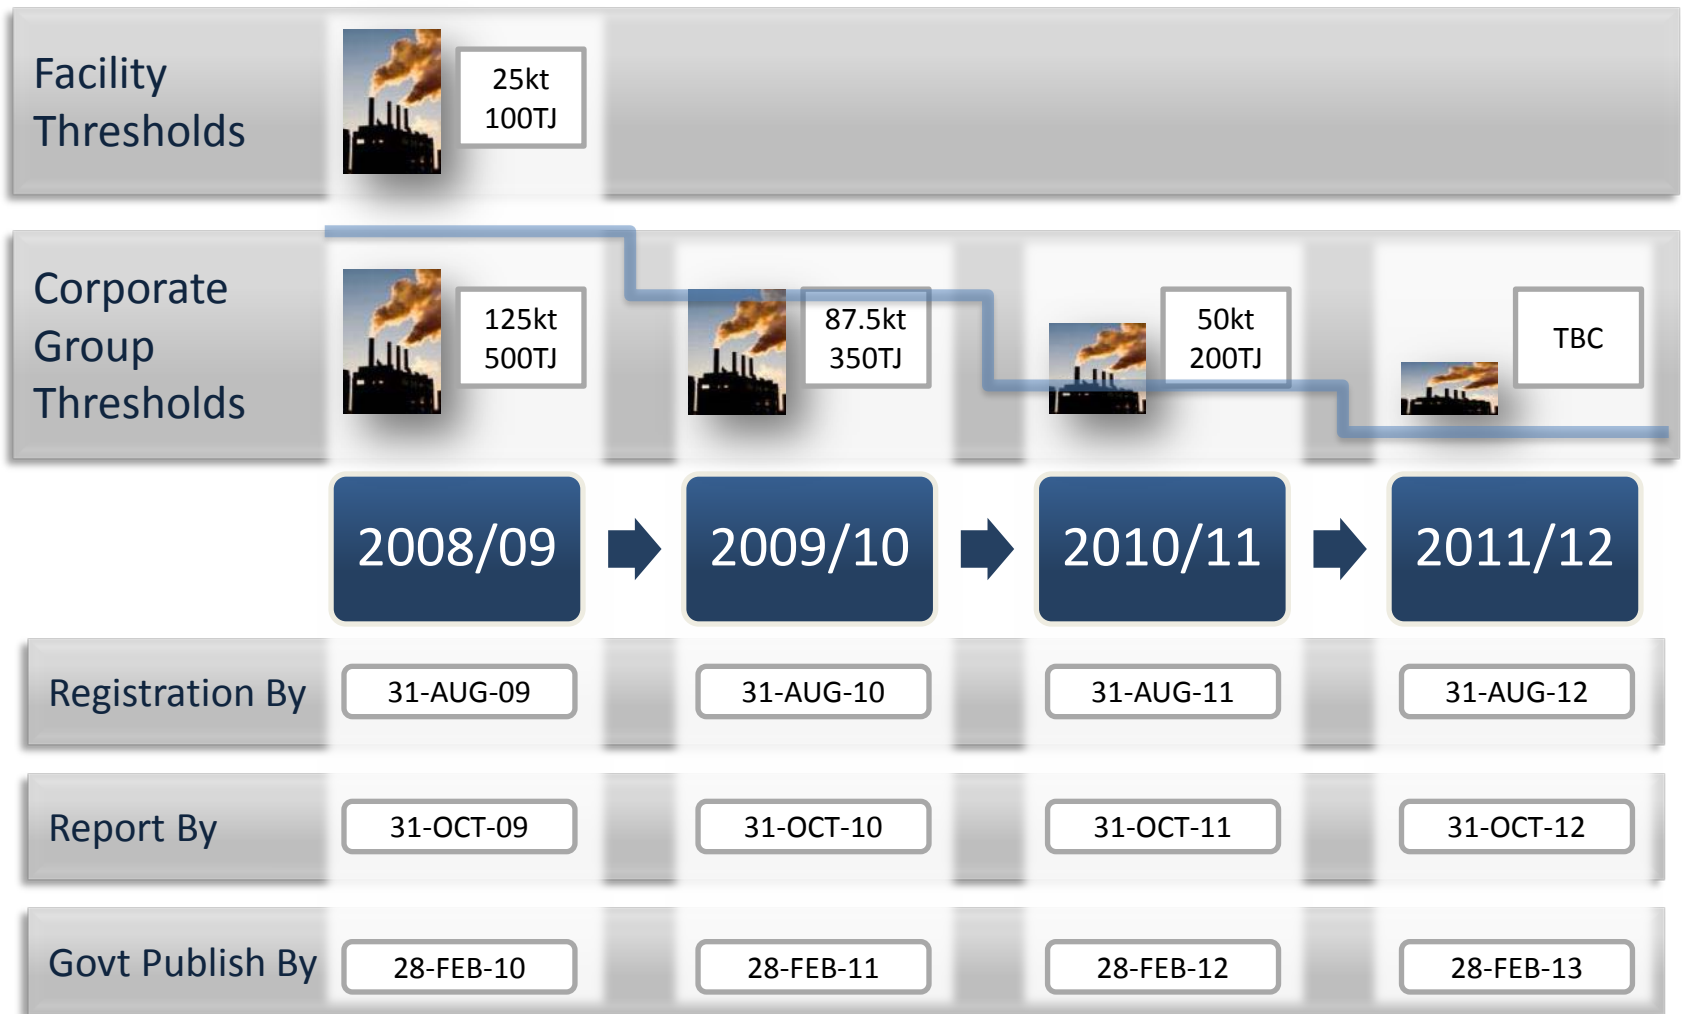 Facility
Thresholds
25kt
100TJ
Corporate
Group
Thresholds
125kt
500TJ
87.5kt
350TJ
50kt
200TJ
TBC
2008/09
2009/10
2010/11
2011/12
Registration By
31-AUG-09
31-AUG-10
31-AUG-11
31-AUG-12
Report By
31-OCT-09
31-OCT-10
31-OCT-11
31-OCT-12
Govt Publish By
28-FEB-10
28-FEB-11
28-FEB-12
28-FEB-13